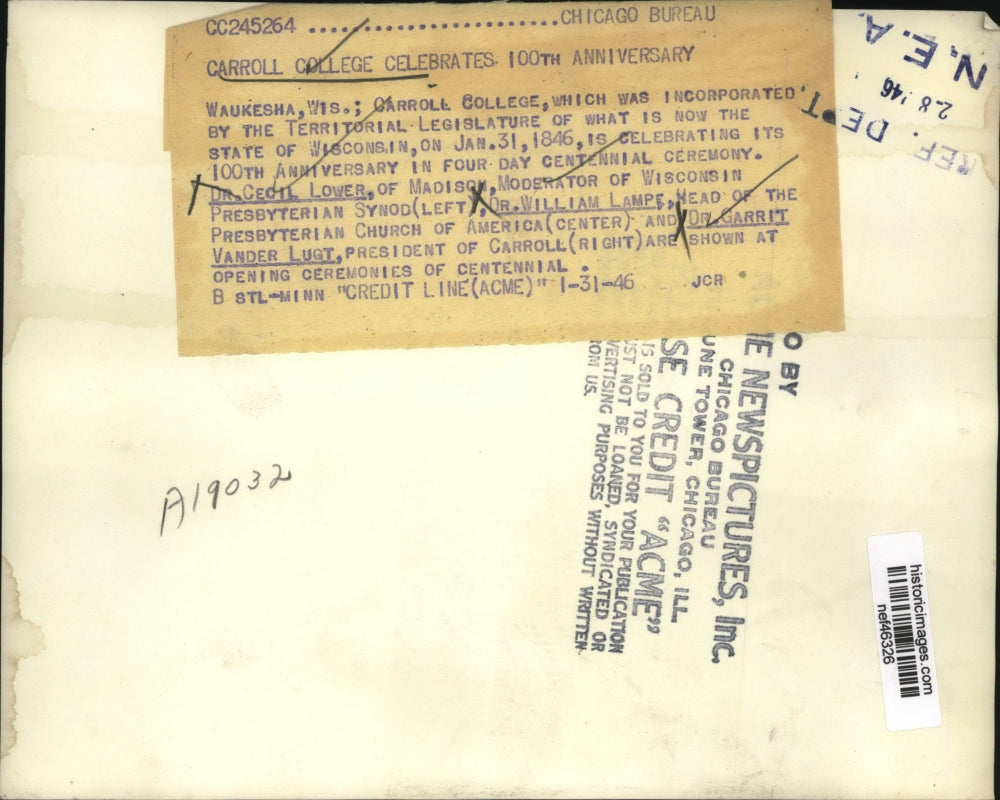 CC245264 ........................CHICAGO BUREAU
CARROLL COLLEGE CELEBRATES 100TH ANNIVERSARY
WAUKESHA,WIS.; CARROLL COLLEGE,WHICH WAS INCORPORATED
BY THE TERRITORIAL LEGISLATURE OF WHAT IS NOW THE
STATE OF WISCONSIN,ON JAN.31,1846,IS CELEBRATING ITS
100TH ANNIVERSARY IN FOUR DAY CENTENNIAL CEREMONY.
DR.CECIL LOWER,OF MADISON,MODERATOR OF WISCONSIN
PRESBYTERIAN SYNOD(LEFT),DR.WILLIAM LAMPE,HEAD OF THE
PRESBYTERIAN CHURCH OF AMERICA(CENTER) AND DR.GARRIT
VANDER LUGT,PRESIDENT OF CARROLL(RIGHT)ARE SHOWN AT
OPENING CEREMONIES OF CENTENNIAL .
B STL-MINN "CREDIT LINE(ACME)" 1-31-46 JCR
N.E.A.
2 8 '46
REF. DEPT.
O BY
E NEWSPICTURES, Inc.
CHICAGO BUREAU
UNE TOWER, CHICAGO, ILL.
SE CREDIT "ACME"
IS SOLD TO YOU FOR YOUR PUBLICATION
ST NOT BE LOANED, SYNDICATED OR
VERTISING PURPOSES WITHOUT WRITTEN
ROM US.
A19032
historicimages.com
nef46326